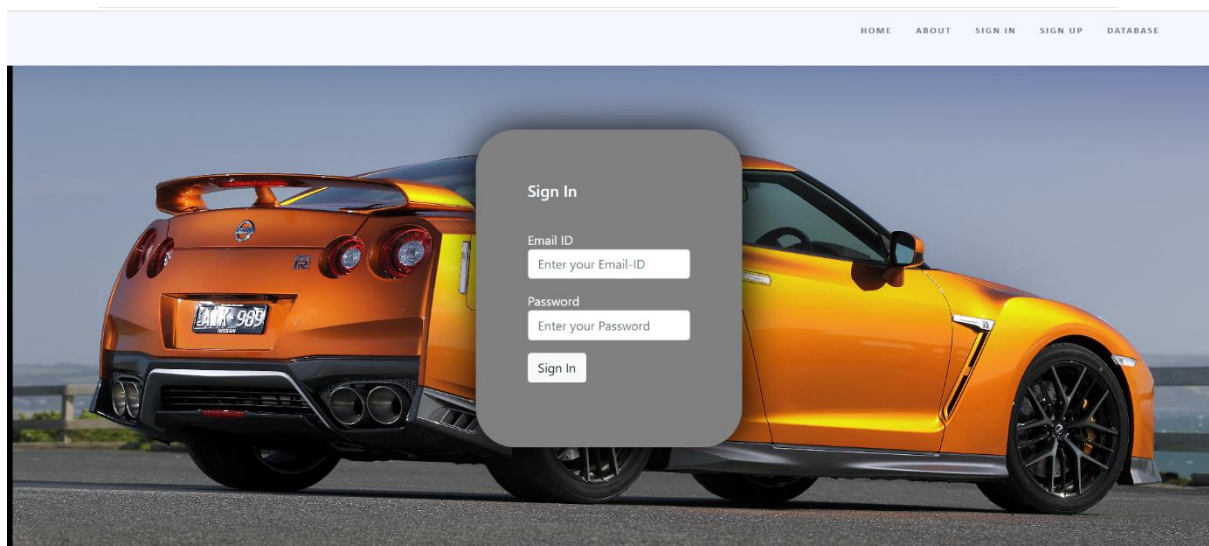 HOME ABOUT SIGN IN SIGN UP DATABASE
Sign In
Email ID
Enter your Email-ID
Password
Enter your Password
Sign In
NISSAN